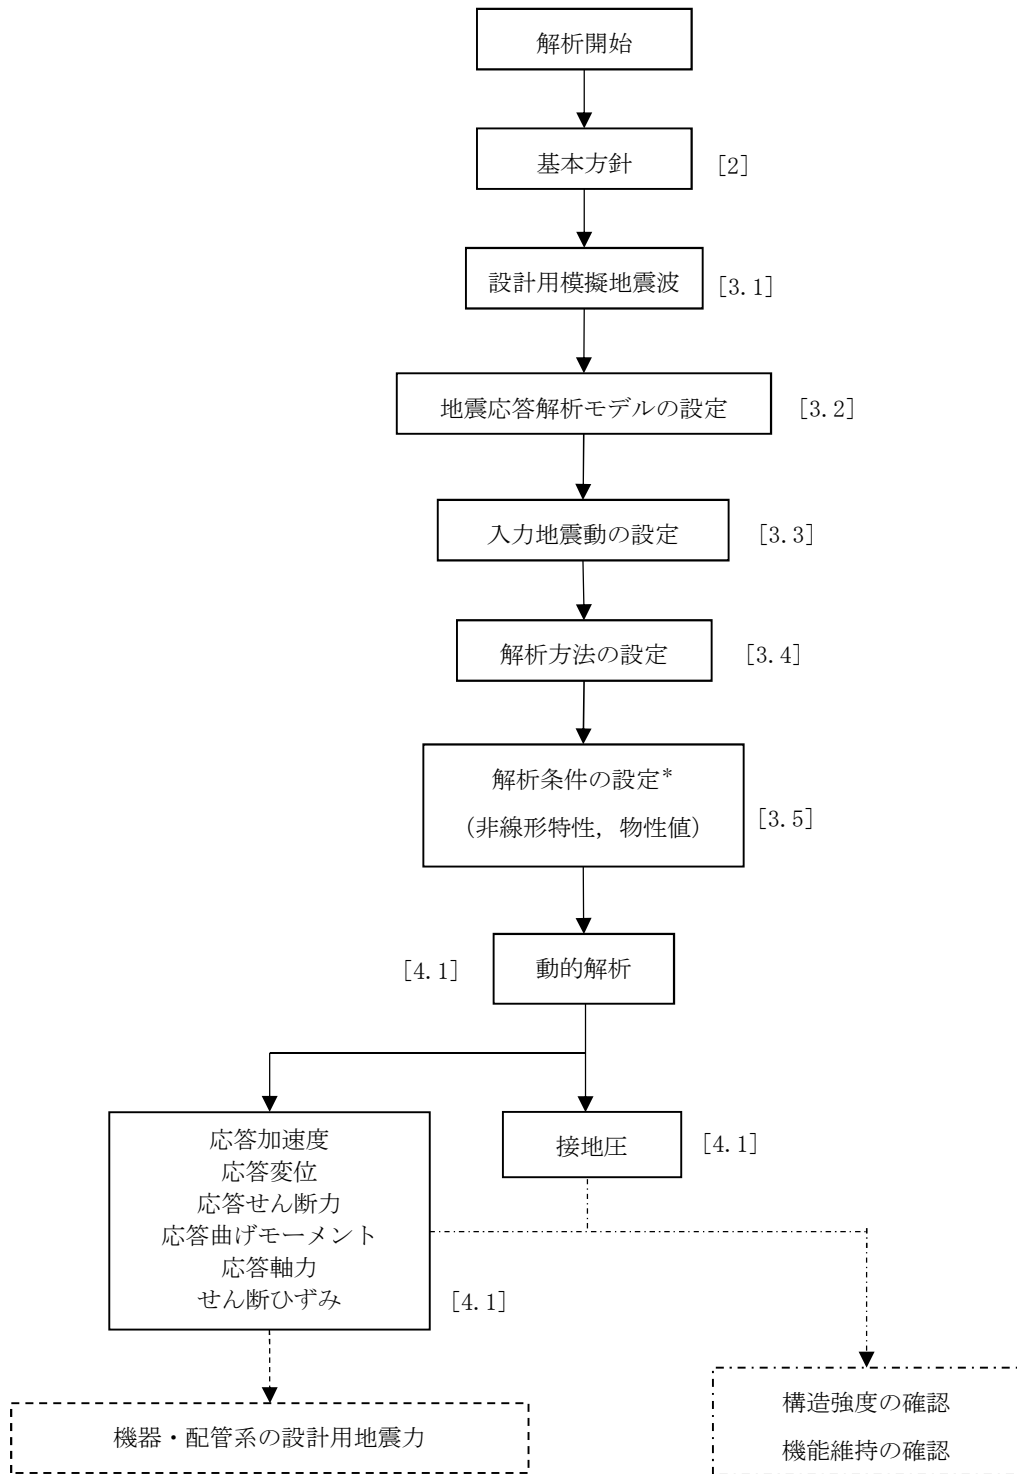 解析開始
基本方針
[2]
設計用模擬地震波
[3.1]
地震応答解析モデルの設定
[3.2]
入力地震動の設定
[3.3]
解析方法の設定
[3.4]
解析条件の設定*
(非線形特性，物性値)
[3.5]
[4.1]
動的解析
応答加速度
応答変位
応答せん断力
応答曲げモーメント
応答軸力
せん断ひずみ
[4.1]
接地圧
[4.1]
機器・配管系の設計用地震力
構造強度の確認
機能維持の確認